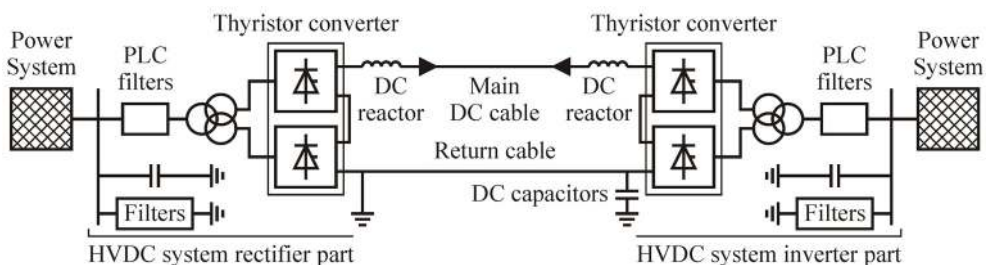 Thyristor converter
Thyristor converter
Power
System
PLC
filters
DC
reactor
Main
DC cable
DC
reactor
PLC
filters
Power
System
Return cable
DC capacitors
Filters
Filters
HVDC system rectifier part
HVDC system inverter part